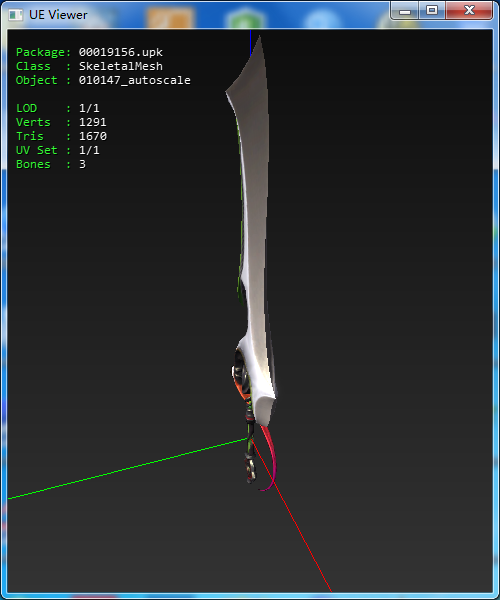 UE Viewer
Package: 00019156.upk
Class : SkeletalMesh
Object : 010147_autoscale
LOD : 1/1
Verts : 1291
Tris : 1670
UV Set : 1/1
Bones : 3